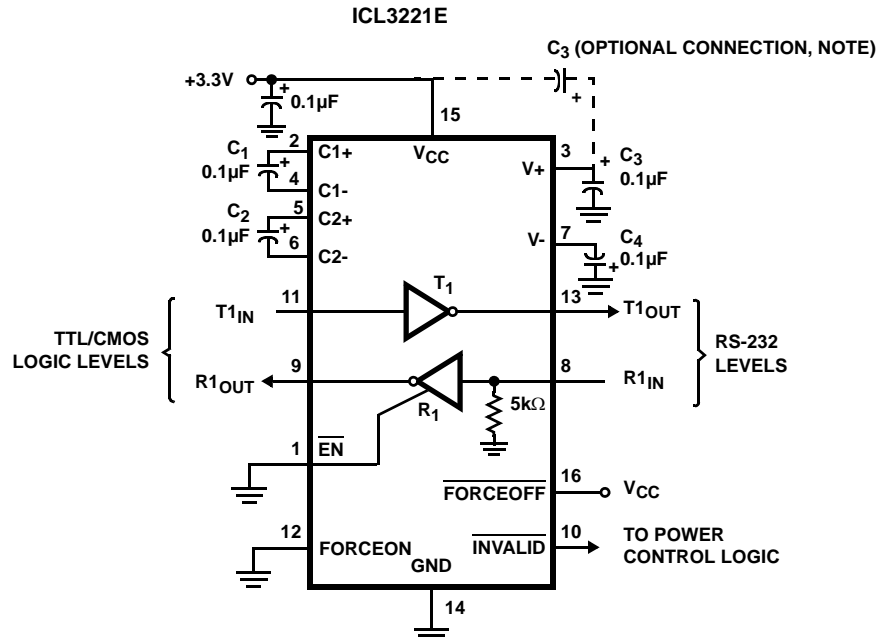 ICL3221E
C3 (OPTIONAL CONNECTION, NOTE)
+3.3V
+
0.1µF
+
15
VCC
2
C1+
C1
0.1µF
+
4
C1-
5
C2+
C2
0.1µF
+
6
C2-
3
V+
+
C3
0.1µF
7
V-
C4
0.1µF
+
T1
T1IN
11
13
T1OUT
TTL/CMOS
LOGIC LEVELS
RS-232
LEVELS
R1OUT
9
8
R1IN
R1
5kΩ
1
EN
16
FORCEOFF
VCC
12
FORCEON
10
INVALID
TO POWER
CONTROL LOGIC
GND
14